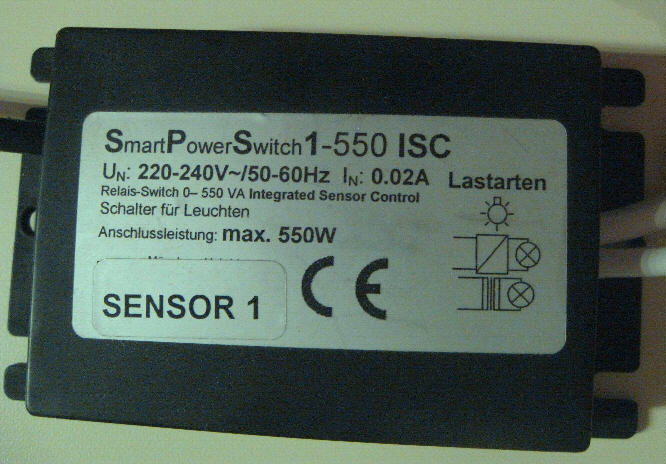 SmartPowerSwitch1-550 ISC
UN: 220-240V~/50-60Hz IN: 0.02A
Lastarten
Relais-Switch 0– 550 VA Integrated Sensor Control
Schalter für Leuchten
Anschlussleistung: max. 550W
SENSOR 1
CE